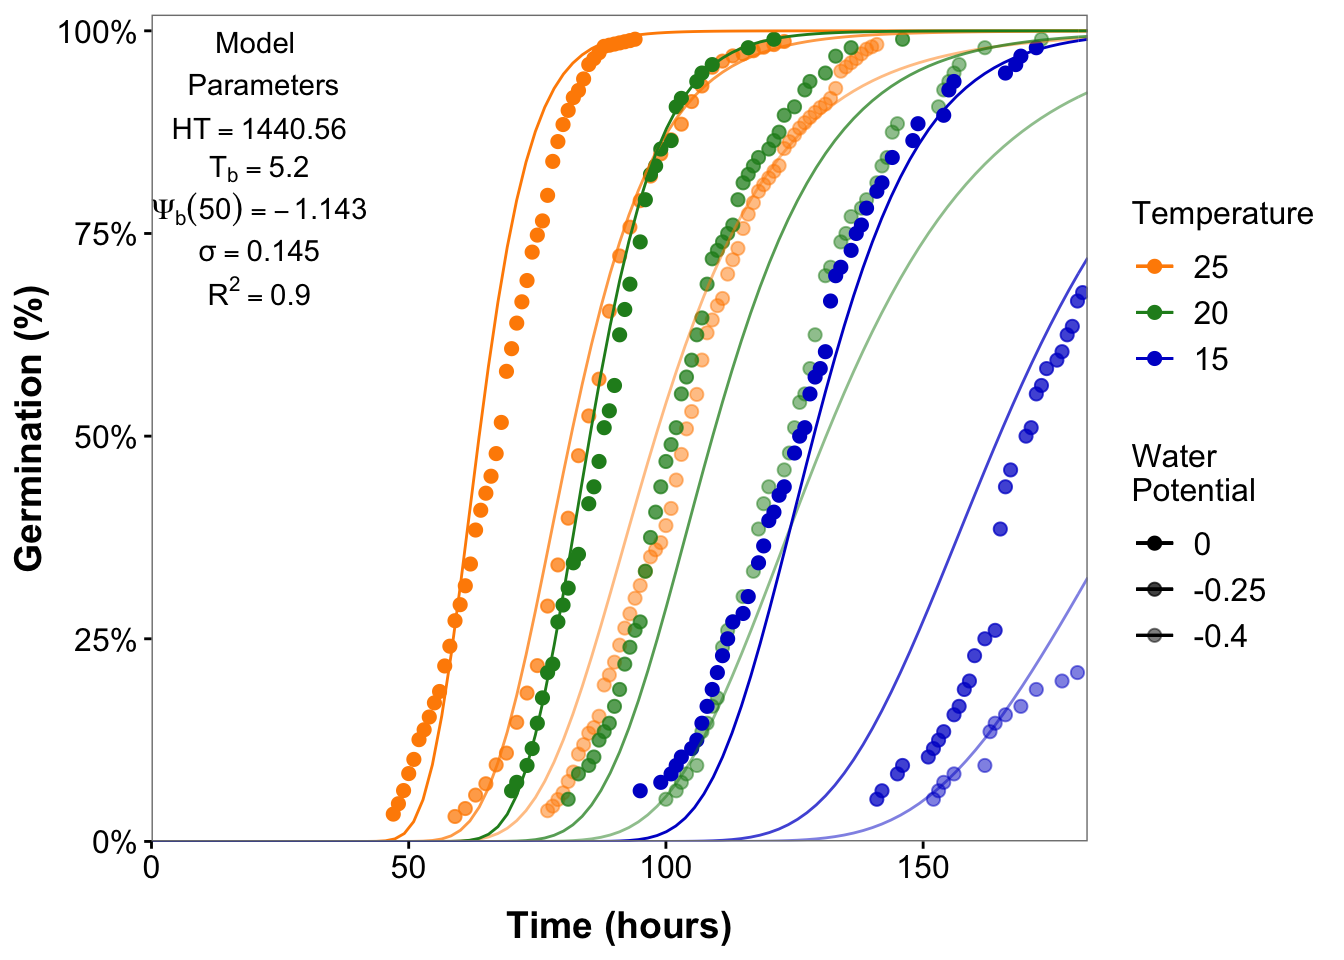 Model
Parameters
HT = 1440.56
T_b = 5.2
Ψ_b(50) = −1.143
σ = 0.145
R² = 0.9
100%
75%
50%
25%
0%
Germination (%)
0 50 100 150
Time (hours)
Temperature
25
20
15
Water
Potential
0
-0.25
-0.4